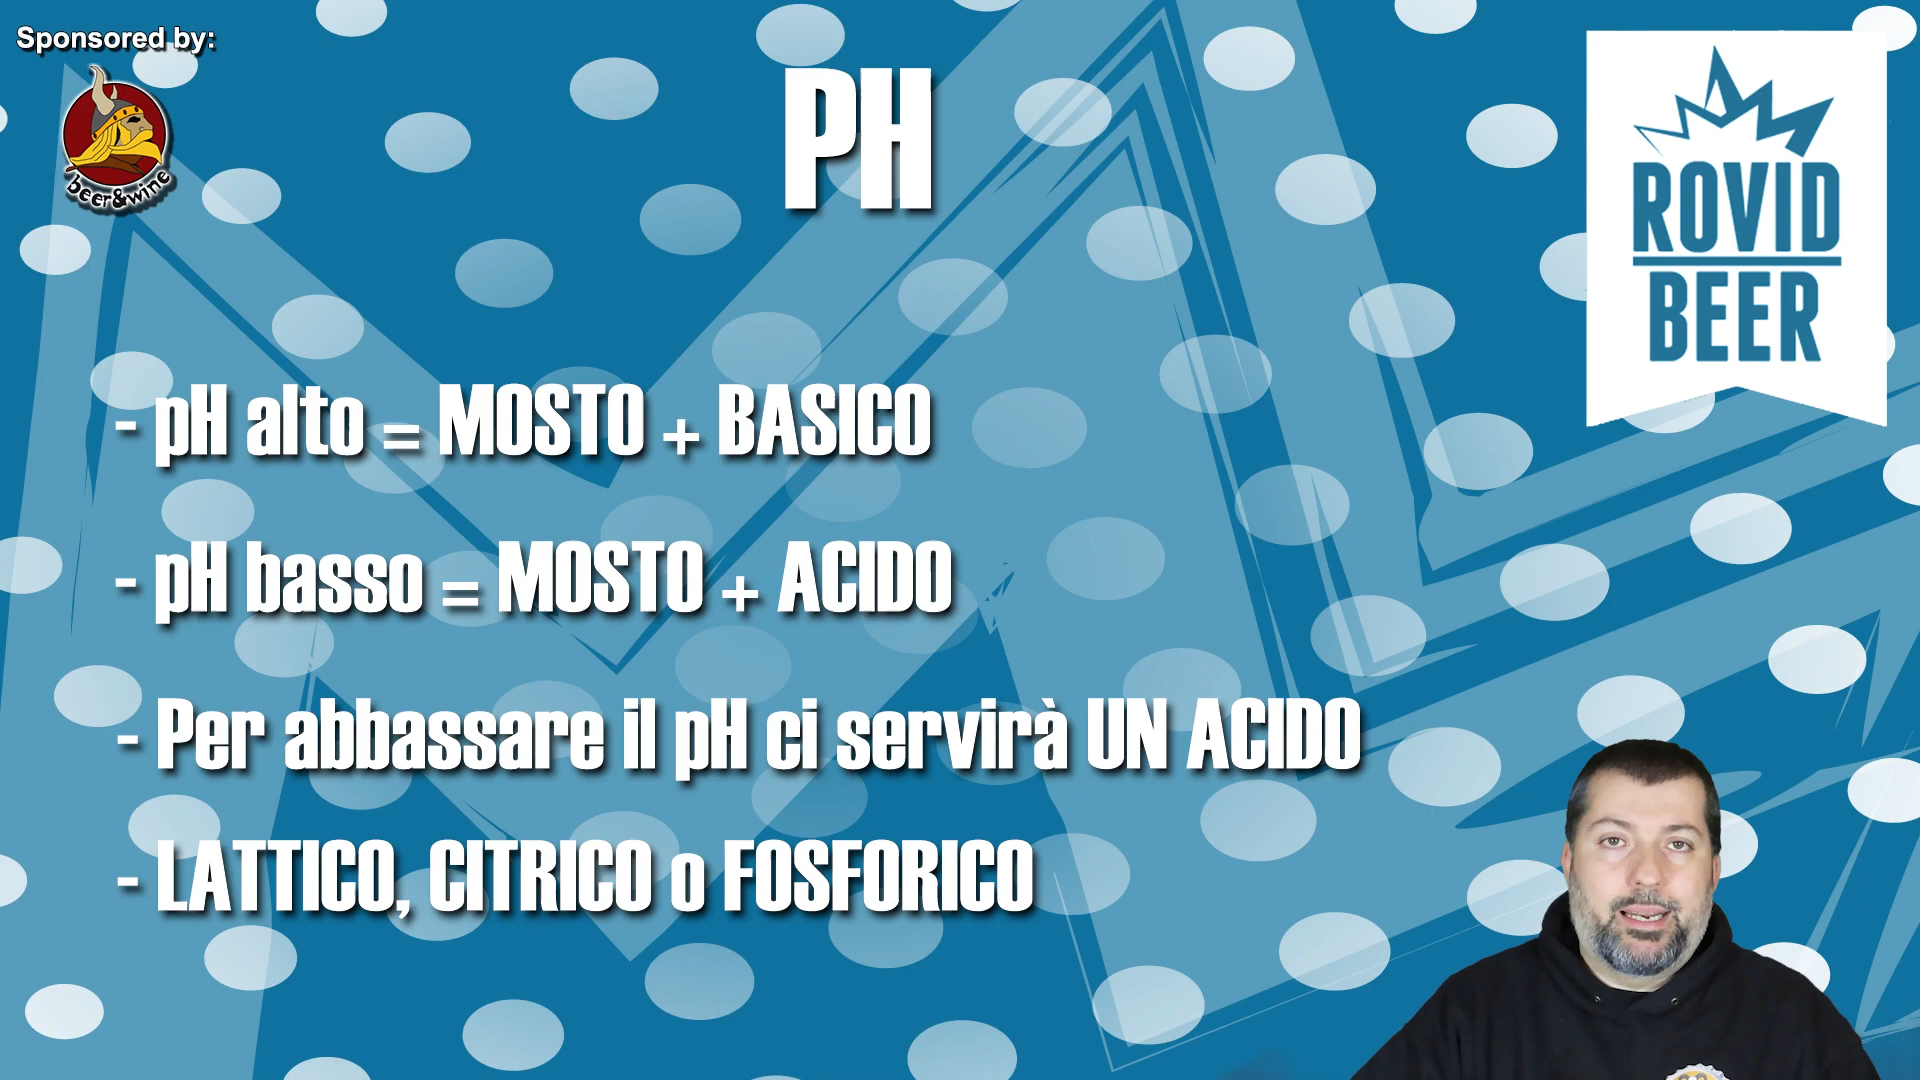 Sponsored by:
beer&wine
PH
ROVID
BEER
- pH alto = MOSTO + BASICO
- pH basso = MOSTO + ACIDO
- Per abbassare il pH ci servirà UN ACIDO
- LATTICO, CITRICO o FOSFORICO